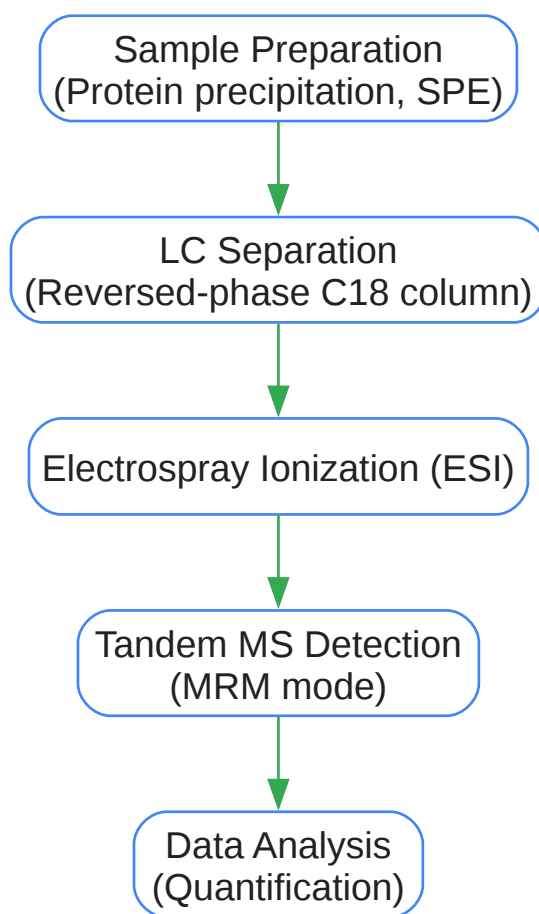 Sample Preparation
(Protein precipitation, SPE)
LC Separation
(Reversed-phase C18 column)
Electrospray Ionization (ESI)
Tandem MS Detection
(MRM mode)
Data Analysis
(Quantification)